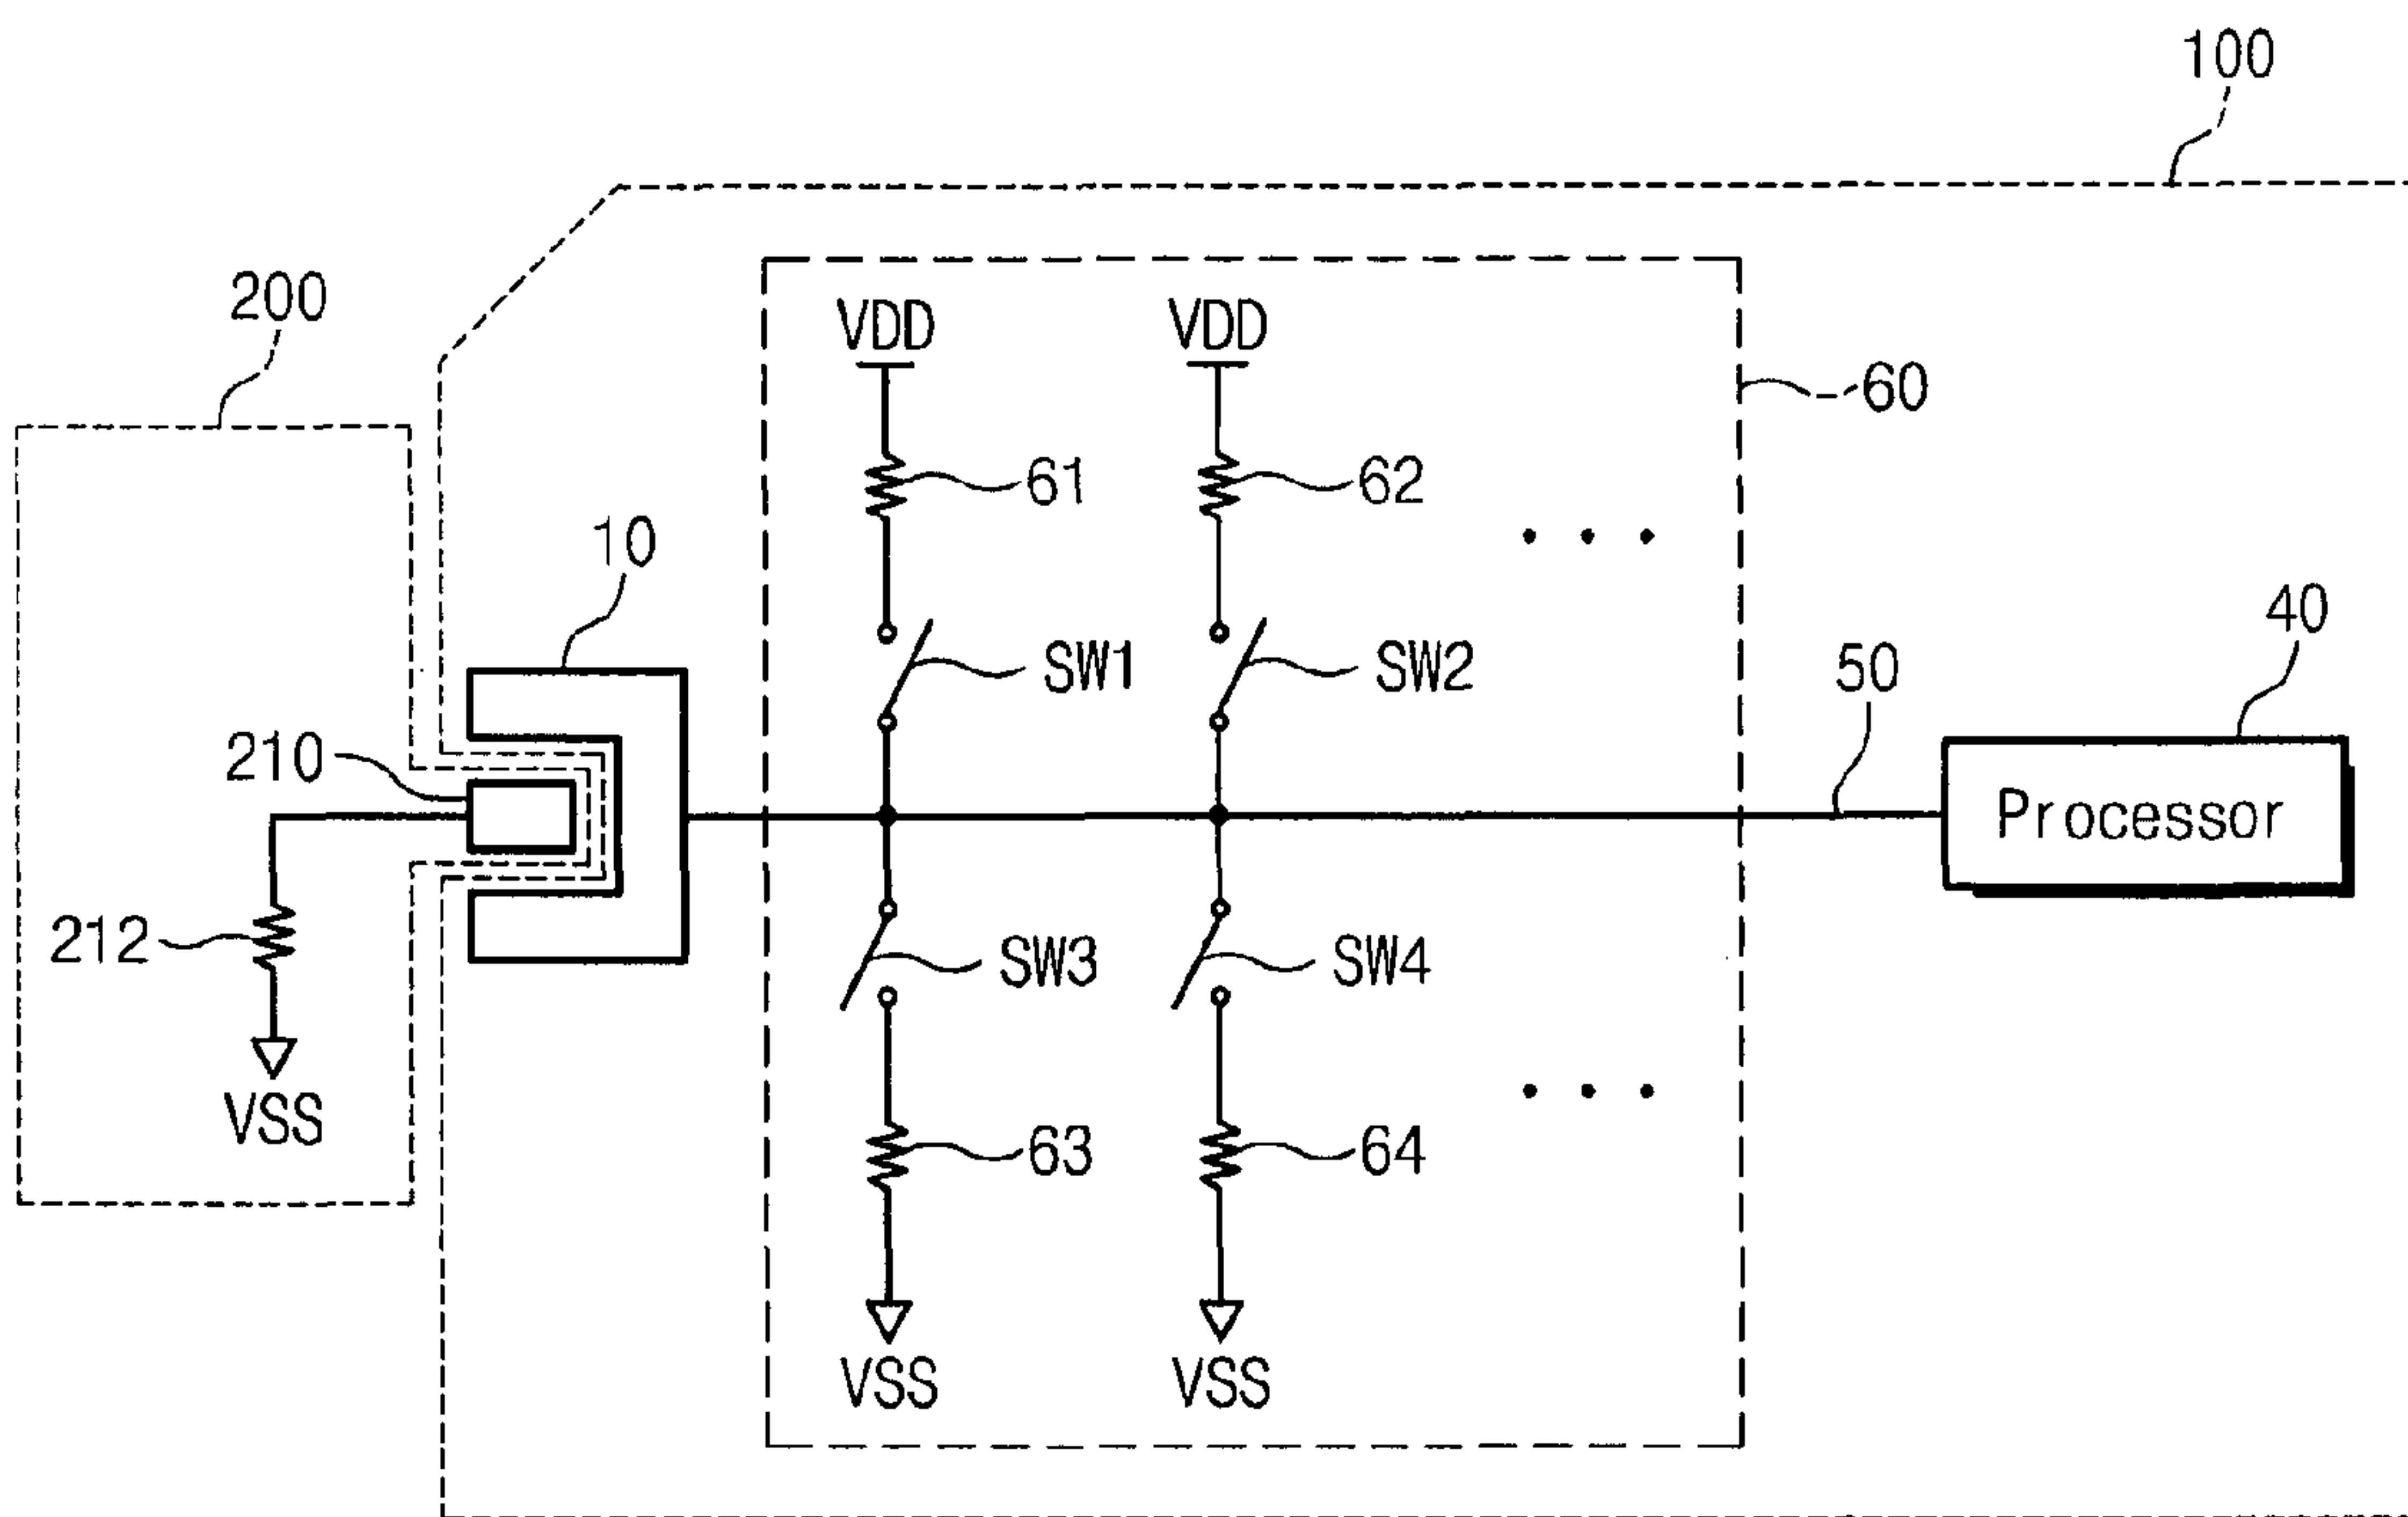 100
200
VDD VDD
60
61 62
10
40
SW1 SW2 50
210
Processor
212 SW3 SW4
VSS
63 64
VSS VSS